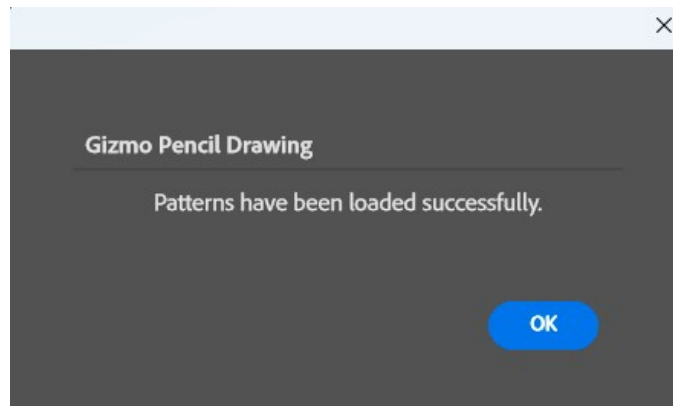 Gizmo Pencil Drawing
Patterns have been loaded successfully.
OK